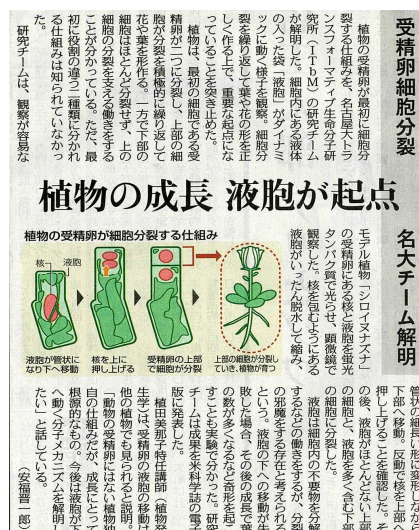 受精卵細胞分裂
名大チーム解明
植物の成長 液胞が起点
植物の受精卵が最初に細胞分
裂する仕組みを、名古屋大トラ
ンスフォーマティブ生命分子研
究所(ITbM)の研究チーム
が解明した。細胞内にある液体
の入った袋「液胞」がダイナミ
ックに動く様子を観察。細胞分
裂を繰り返して葉や花の形を正
しく作る上で、重要な起点にな
っていることを突き止めた。
植物は、最初の細胞である受
精卵が二つに分裂し、上部の細
胞が分裂を積極的に繰り返して
花や葉を形作る。一方で下部の
細胞はほとんど分裂せず、上の
細胞の分裂を支える働きをする
ことが分かっている。ただ、最
初に役割の違う二種類に分かれ
る仕組みは知られていなかっ
た。
研究チームは、観察が容易な
モデル植物「シロイヌナズナ」
の受精卵にある核と液胞を蛍光
タンパク質で光らせ、顕微鏡で
観察した。核を包むようにある
液胞がいったん脱水して縮み、
植物の受精卵が細胞分裂する仕組み
核
液胞
液胞が管状に
なり下へ移動
核を上に
押し上げる
受精卵の上部
で細胞が分裂
上部の細胞が分裂し
ていき、植物が育つ
管状で細長い形に変形
下部へ移動。反動で核を上部
押し上げることを確認した。そ
の後、液胞がほとんどない上部
の細胞と、液胞を多く含む下部
の細胞に分裂した。
液胞は細胞内の不要物を分
するなどの働きをするが、分裂
の邪魔をする存在と考えられ
という。液胞の下への移動が失
敗した場合、その後の成長で葉
の数が多くなるなど奇形を起こ
すことも実験で分かった。研究
チームは成果を米科学誌の電子
版に発表した。
植田美那子特任講師(植物発
生学)は、受精卵の液胞の移動は
他の植物でも見られると説明。
「動物の受精卵にはない植物独
自の仕組みが、成長にとって
根源的なもの。今後は液胞が下
へ動く分子メカニズムを解明し
たい」と話している。
(安福晋一郎)